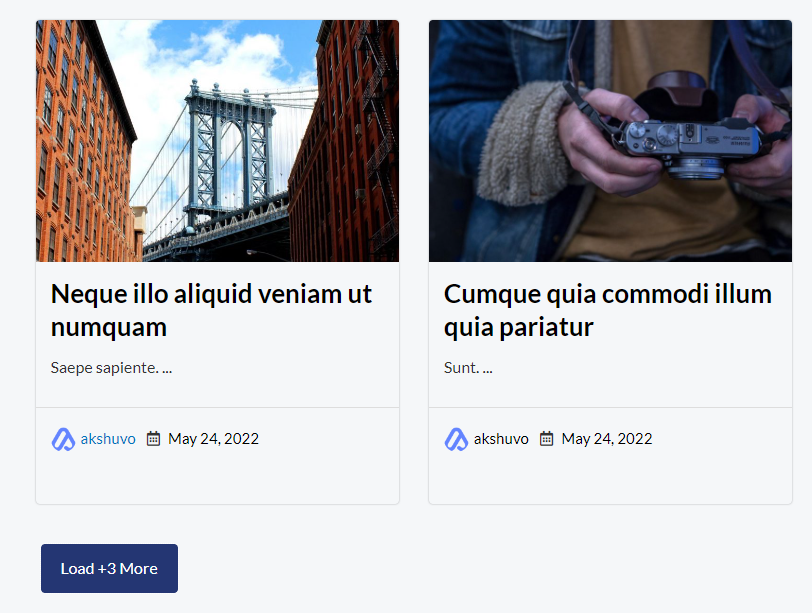 Neque illo aliquid veniam ut
numquam
Saepe sapiente. ...
akshuvo May 24, 2022
Cumque quia commodi illum
quia pariatur
Sunt. ...
akshuvo May 24, 2022
Load +3 More